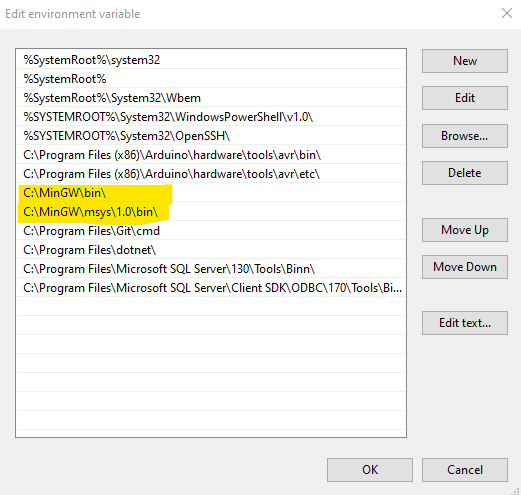 Edit environment variable
%SystemRoot%\system32
%SystemRoot%
%SystemRoot%\System32\Wbem
%SYSTEMROOT%\System32\WindowsPowerShell\v1.0\
%SYSTEMROOT%\System32\OpenSSH\
C:\Program Files (x86)\Arduino\hardware\tools\avr\bin\
C:\Program Files (x86)\Arduino\hardware\tools\avr\etc\
C:\MinGW\bin\
C:\MinGW\msys\1.0\bin\
C:\Program Files\Git\cmd
C:\Program Files\dotnet\
C:\Program Files\Microsoft SQL Server\130\Tools\Binn\
C:\Program Files\Microsoft SQL Server\Client SDK\ODBC\170\Tools\Bi...
New
Edit
Browse...
Delete
Move Up
Move Down
Edit text...
OK
Cancel